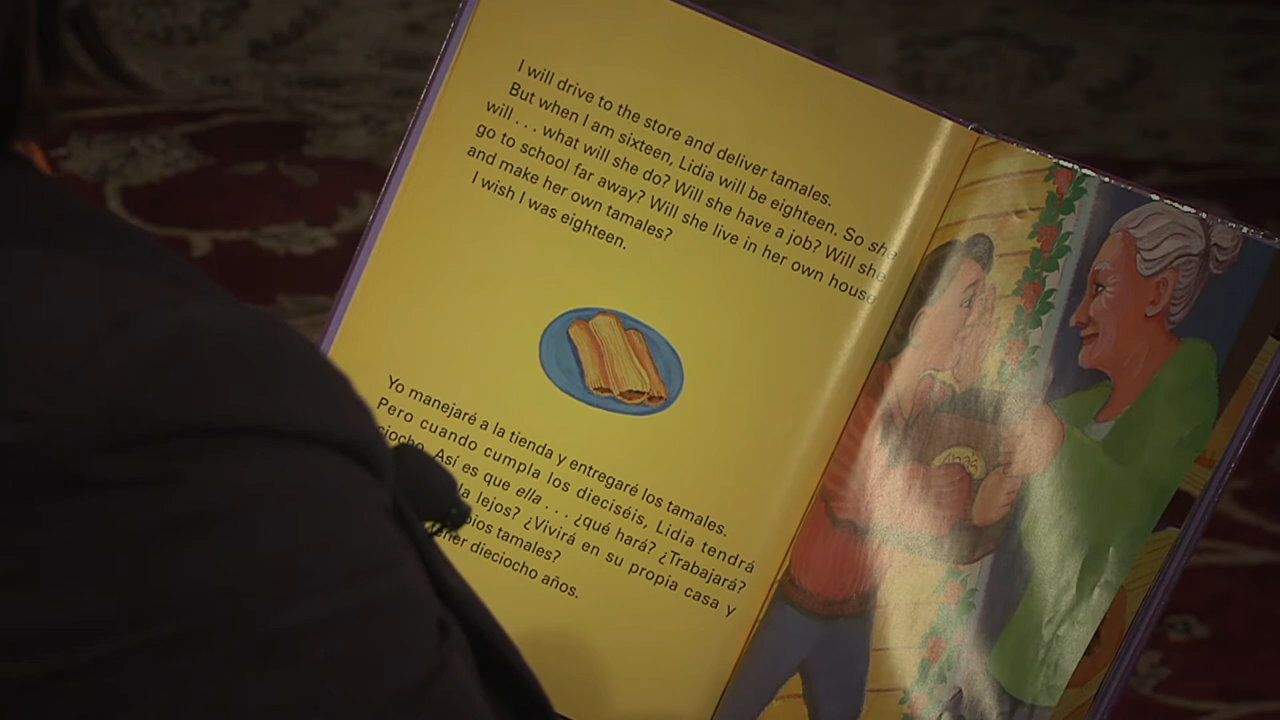 I will drive to the store and deliver tamales.
But when I am sixteen, Lidia will be eighteen. So she
will . . . what will she do? Will she have a job? Will she
go to school far away? Will she live in her own house
and make her own tamales?
I wish I was eighteen.
Yo manejaré a la tienda y entregaré los tamales.
Pero cuando cumpla los dieciséis, Lidia tendrá
ciocho. Así es que ella . . . ¿qué hará? ¿Trabajará?
la lejos? ¿Vivirá en su propia casa y
pios tamales?
ner dieciocho años.